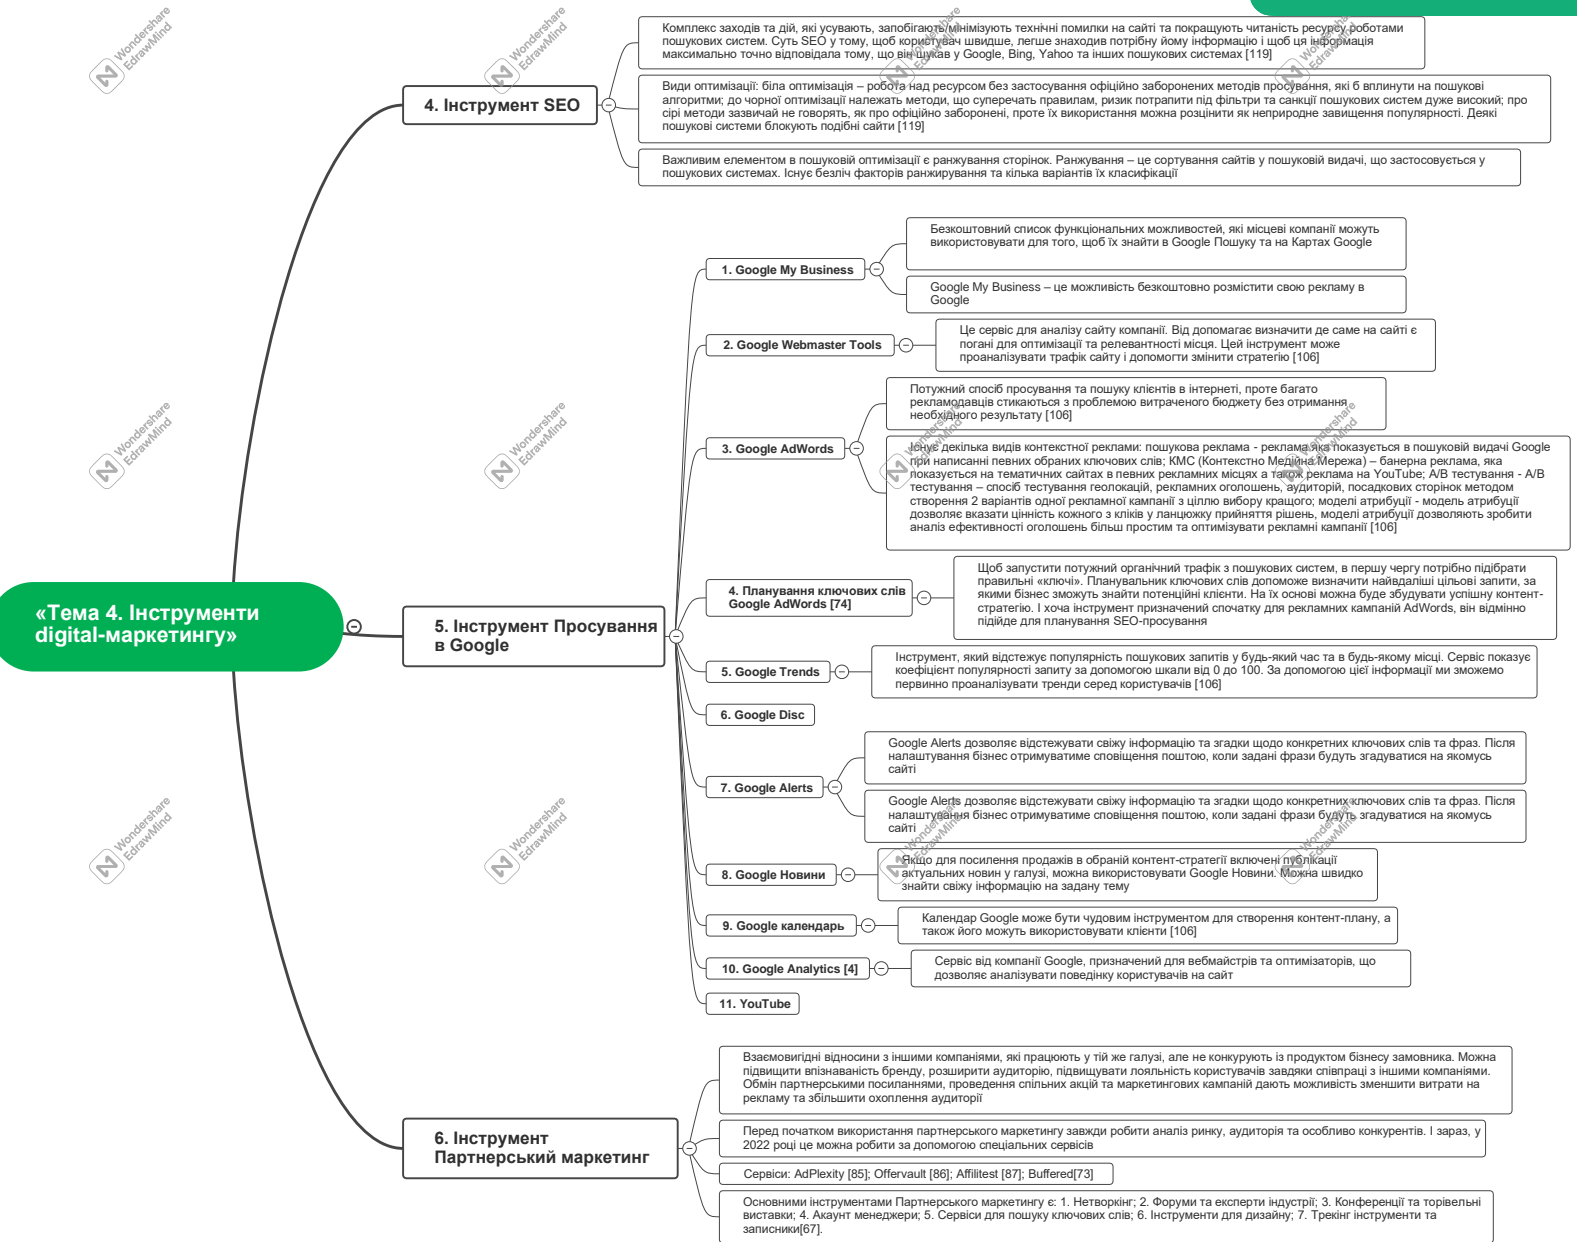 Комплекс заходів та дій, які усувають, запобігають/мінімізують технічні помилки на сайті та покращують читаність ресурсу роботами
пошукових систем. Суть SEO у тому, щоб користувач швидше, легше знаходив потрібну йому інформацію і щоб ця інформація
максимально точно відповідала тому, що він шукав у Google, Bing, Yahoo та інших пошукових системах [119]
4. Інструмент SEO
Види оптимізації: біла оптимізація – робота над ресурсом без застосування офіційно заборонених методів просування, які б вплинути на пошукові
алгоритми; до чорної оптимізації належать методи, що суперечать правилам, ризик потрапити під фільтри та санкції пошукових систем дуже високий; про
сірі методи зазвичай не говорять, як про офіційно заборонені, проте їх використання можна розцінити як неприродне завищення популярності. Деякі
пошукові системи блокують подібні сайти [119]
Важливим елементом в пошуковій оптимізації є ранжування сторінок. Ранжування – це сортування сайтів у пошуковій видачі, що застосовується у
пошукових системах. Існує безліч факторів ранжирування та кілька варіантів їх класифікації
«Тема 4. Інструменти
digital-маркетингу»
5. Інструмент Просування
в Google
1. Google My Business
Безкоштовний список функціональних можливостей, які місцеві компанії можуть
використовувати для того, щоб їх знайти в Google Пошуку та на Картах Google
Google My Business – це можливість безкоштовно розмістити свою рекламу в
Google
2. Google Webmaster Tools
Це сервіс для аналізу сайту компанії. Від допомагає визначити де саме на сайті є
погані для оптимізації та релевантності місця. Цей інструмент може
проаналізувати трафік сайту і допомогти змінити стратегію [106]
3. Google AdWords
Потужний спосіб просування та пошуку клієнтів в інтернеті, проте багато
рекламодавців стикаються з проблемою витраченого бюджету без отримання
необхідного результату [106]
Існує декілька видів контекстної реклами: пошукова реклама - реклама яка показується в пошуковій видачі Google
при написанні певних обраних ключових слів; КМС (Контекстно Медійна Мережа) – банерна реклама, яка
показується на тематичних сайтах в певних рекламних місцях а також реклама на YouTube; A/B тестування - A/B
тестування – спосіб тестування геолокацій, рекламних оголошень, аудиторій, посадкових сторінок методом
створення 2 варіантів одної рекламної кампанії з ціллю вибору кращого; моделі атрибуції - модель атрибуції
дозволяє вказати цінність кожного з кліків у ланцюжку прийняття рішень, моделі атрибуції дозволяють зробити
аналіз ефективності оголошень більш простим та оптимізувати рекламні кампанії [106]
4. Планування ключових слів
Google AdWords [74]
Щоб запустити потужний органічний трафік з пошукових систем, в першу чергу потрібно підібрати
правильні «ключі». Планувальник ключових слів допоможе визначити найвдаліші цільові запити, за
якими бізнес зможуть знайти потенційні клієнти. На їх основі можна буде збудувати успішну контент-
стратегію. І хоча інструмент призначений спочатку для рекламних кампаній AdWords, він відмінно
підійде для планування SEO-просування
5. Google Trends
Інструмент, який відстежує популярність пошукових запитів у будь-який час та в будь-якому місці. Сервіс показує
коефіцієнт популярності запиту за допомогою шкали від 0 до 100. За допомогою цієї інформації ми зможемо
первинно проаналізувати тренди серед користувачів [106]
6. Google Disc
7. Google Alerts
Google Alerts дозволяє відстежувати свіжу інформацію та згадки щодо конкретних ключових слів та фраз. Після
налаштування бізнес отримуватиме сповіщення поштою, коли задані фрази будуть згадуватися на якомусь
сайті
Google Alerts дозволяє відстежувати свіжу інформацію та згадки щодо конкретних ключових слів та фраз. Після
налаштування бізнес отримуватиме сповіщення поштою, коли задані фрази будуть згадуватися на якомусь
сайті
8. Google Новини
Якщо для посилення продажів в обраній контент-стратегії включені публікації
актуальних новин у галузі, можна використовувати Google Новини. Можна швидко
знайти свіжу інформацію на задану тему
9. Google календарь
Календар Google може бути чудовим інструментом для створення контент-плану, а
також його можуть використовувати клієнти [106]
10. Google Analytics [4]
Сервіс від компанії Google, призначений для вебмайстрів та оптимізаторів, що
дозволяє аналізувати поведінку користувачів на сайт
11. YouTube
6. Інструмент
Партнерський маркетинг
Взаємовигідні відносини з іншими компаніями, які працюють у тій же галузі, але не конкурують із продуктом бізнесу замовника. Можна
підвищити впізнаваність бренду, розширити аудиторію, підвищувати лояльність користувачів завдяки співпраці з іншими компаніями.
Обмін партнерськими посиланнями, проведення спільних акцій та маркетингових кампаній дають можливість зменшити витрати на
рекламу та збільшити охоплення аудиторії
Перед початком використання партнерського маркетингу завжди робити аналіз ринку, аудиторія та особливо конкурентів. І зараз, у
2022 році це можна робити за допомогою спеціальних сервісів
Сервіси: AdPlexity [85]; Offervault [86]; Affilitest [87]; Buffered[73]
Основними інструментами Партнерського маркетингу є: 1. Нетворкінг; 2. Форуми та експерти індустрії; 3. Конференції та торівельні
виставки; 4. Акаунт менеджери; 5. Сервіси для пошуку ключових слів; 6. Інструменти для дизайну; 7. Трекінг інструменти та
записники[67].
Wondershare
EdrawMind
Wondershare
EdrawMind
Wondershare
EdrawMind
Wondershare
EdrawMind
Wondershare
EdrawMind
Wondershare
EdrawMind
Wondershare
EdrawMind
Wondershare
EdrawMind
Wondershare
EdrawMind
Wondershare
EdrawMind
Wondershare
EdrawMind
Wondershare
EdrawMind